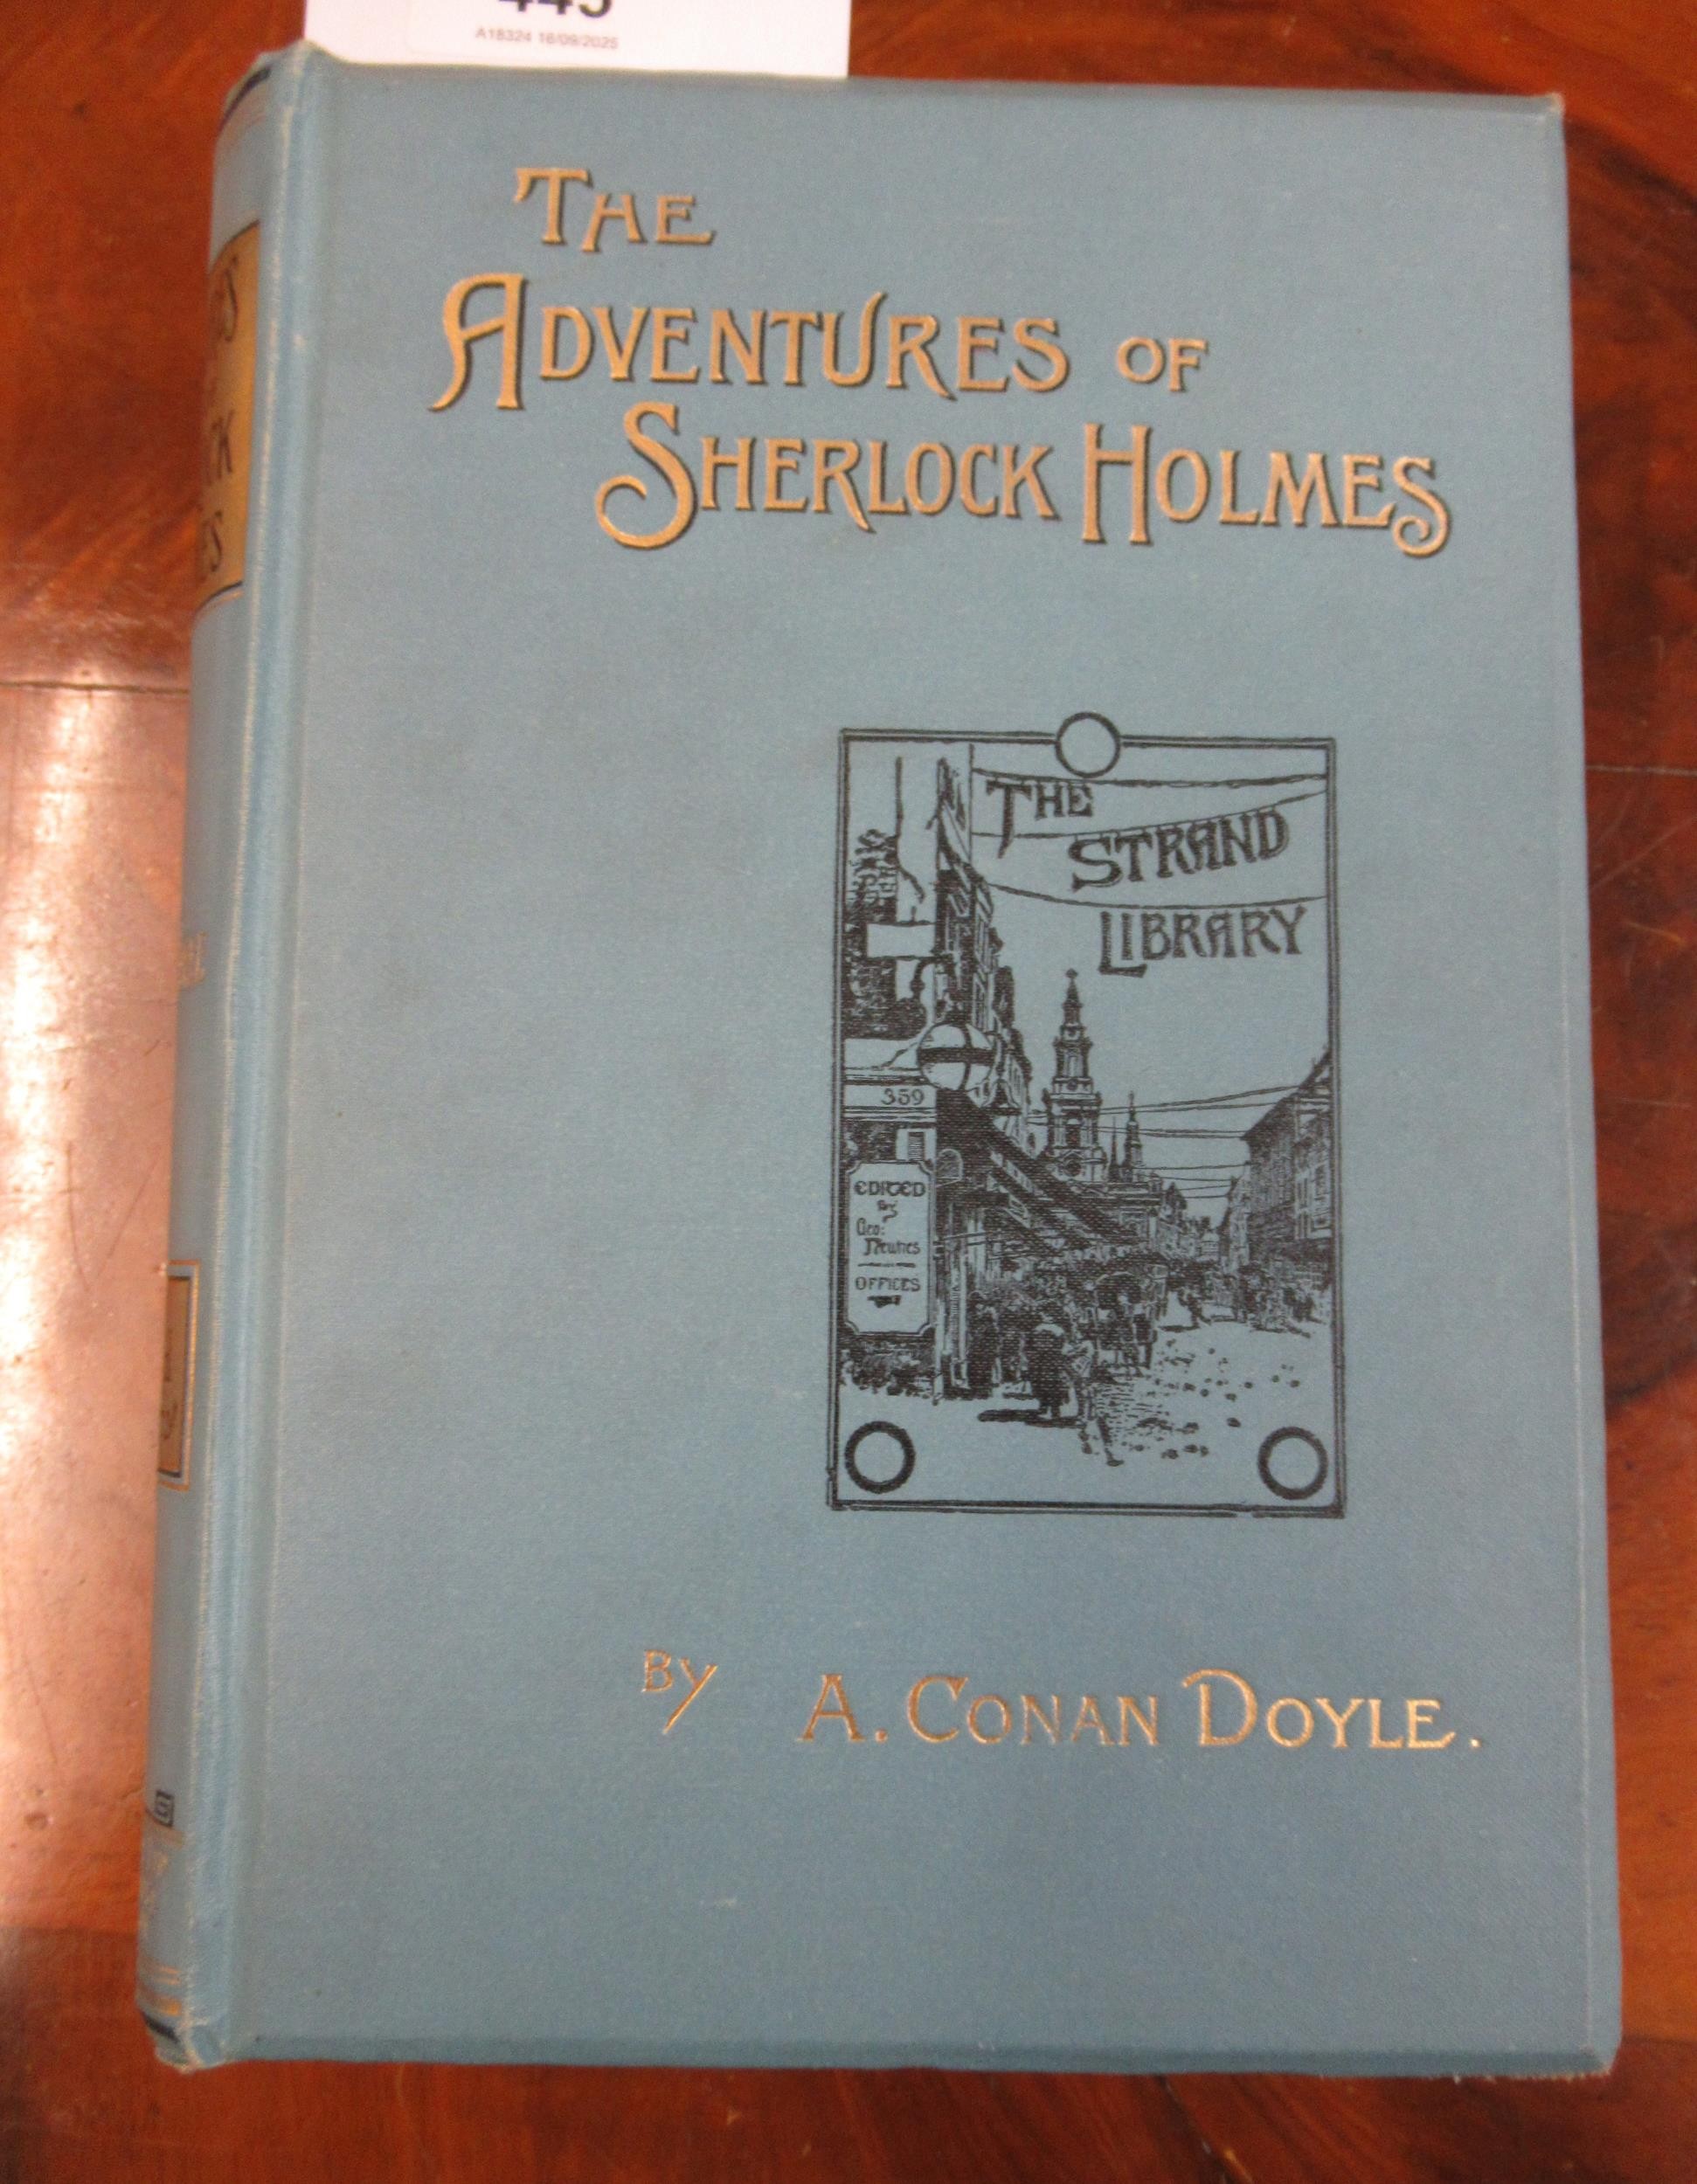 A18324 16/09/2025
THE
ADVENTURES OF
SHERLOCK HOLMES
THE
STRAND
LIBRARY
359
EDITED
by
Geo:
Newnes
OFFICES
BY A. CONAN DOYLE.